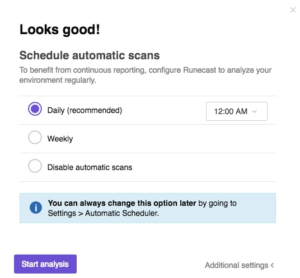 Looks good!
Schedule automatic scans
To benefit from continuous reporting, configure Runecast to analyze your
environment regularly.
Daily (recommended)
12:00 AM
Weekly
Disable automatic scans
You can always change this option later by going to
Settings > Automatic Scheduler.
Start analysis
Additional settings <